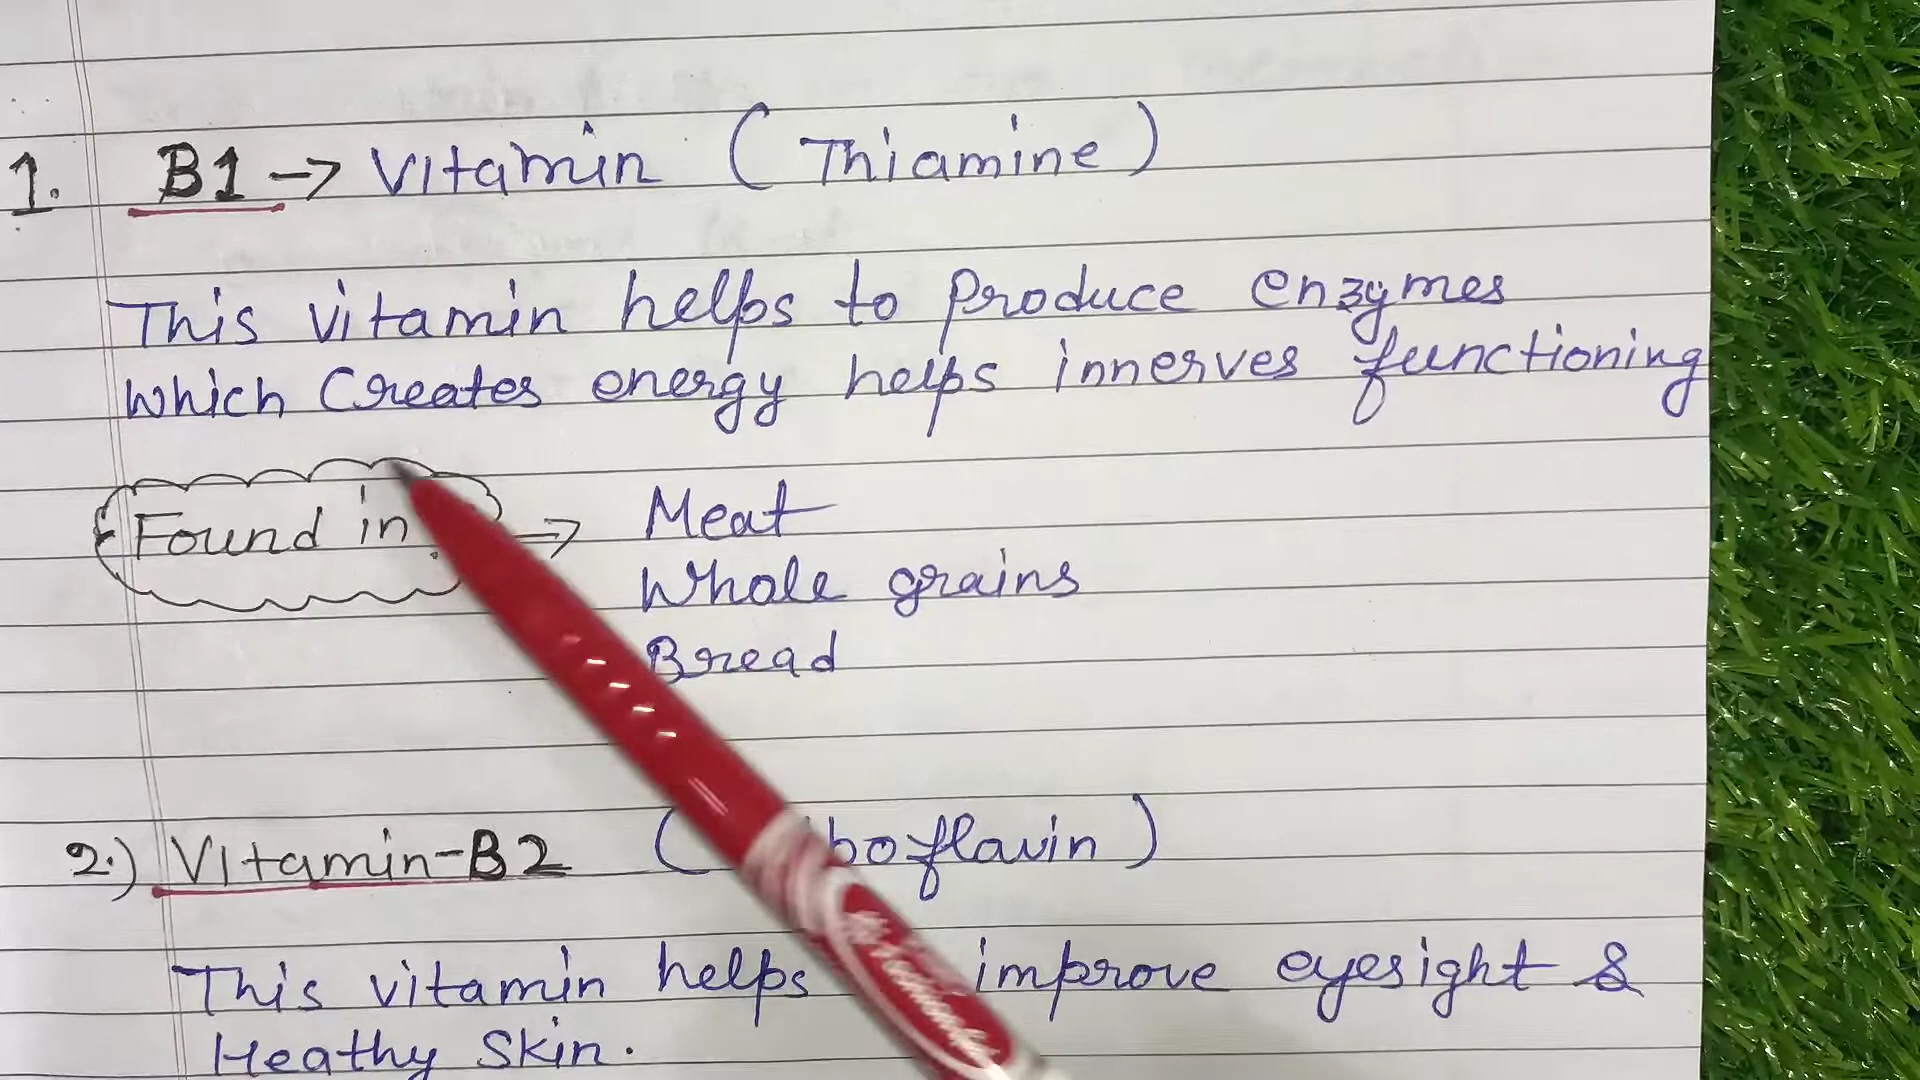 1. B1 -> Vitamin (Thiamine)
This vitamin helps to produce enzymes
which Creates energy helps innerves functioning
Found in -> Meat
Whole grains
Bread
2.) Vitamin-B2 ( boflavin)
This vitamin helps improve eyesight &
Heathy Skin.